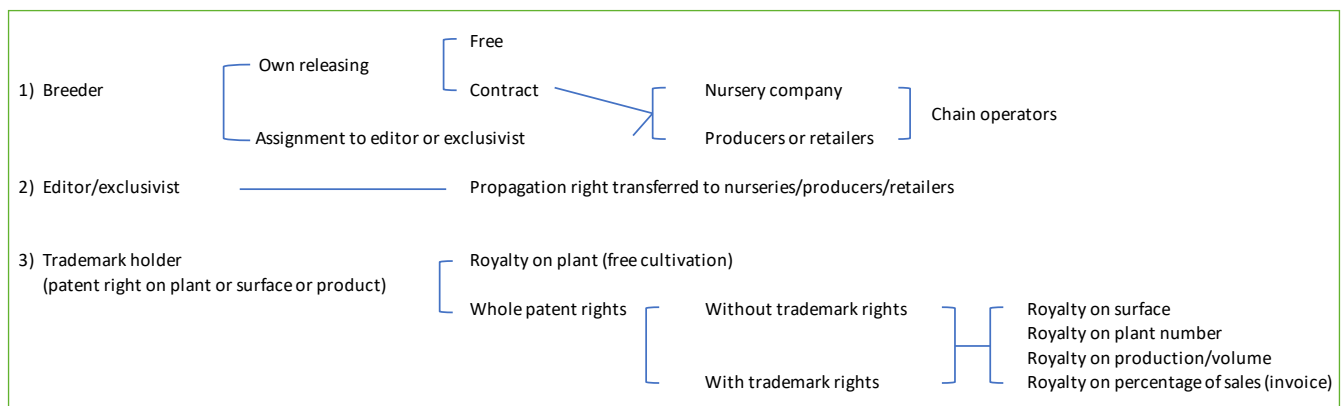 Free
Own releasing
1) Breeder
Contract
Nursery company
Chain operators
Assignment to editor or exclusivist
Producers or retailers
2) Editor/exclusivist
Propagation right transferred to nurseries/producers/retailers
3) Trademark holder
(patent right on plant or surface or product)
Royalty on plant (free cultivation)
Whole patent rights
Without trademark rights
With trademark rights
Royalty on surface
Royalty on plant number
Royalty on production/volume
Royalty on percentage of sales (invoice)